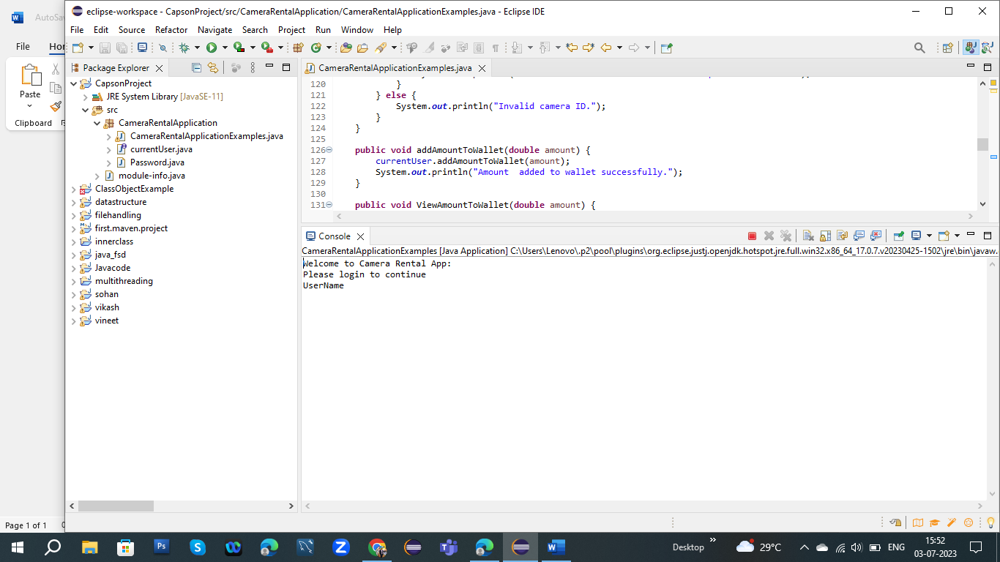 AutoSa
File
Ho
Paste
Clipboard
Page 1 of 1
eclipse-workspace - CapsonProject/src/CameraRentalApplication/CameraRentalApplicationExamples.java - Eclipse IDE
File Edit Source Refactor Navigate Search Project Run Window Help
Package Explorer
CapsonProject
JRE System Library [JavaSE-11]
src
CameraRentalApplication
CameraRentalApplicationExamples.java
currentUser.java
Password.java
module-info.java
ClassObjectExample
datastructure
filehandling
first.maven.project
innerclass
java_fsd
Javacode
multithreading
sohan
vikash
vineet
CameraRentalApplicationExamples.java
120 }
121 } else {
122 System.out.println("Invalid camera ID.");
123 }
124 }
125
126 public void addAmountToWallet(double amount) {
127 currentUser.addAmountToWallet(amount);
128 System.out.println("Amount  added to wallet successfully.");
129 }
130
131 public void ViewAmountToWallet(double amount) {
Console
CameraRentalApplicationExamples [Java Application] C:\Users\Lenovo\.p2\pool\plugins\org.eclipse.justj.openjdk.hotspot.jre.full.win32.x86_64_17.0.7.v20230425-1502\jre\bin\javaw.
Welcome to Camera Rental App:
Please login to continue
UserName
Desktop
29°C
ENG
15:52
03-07-2023